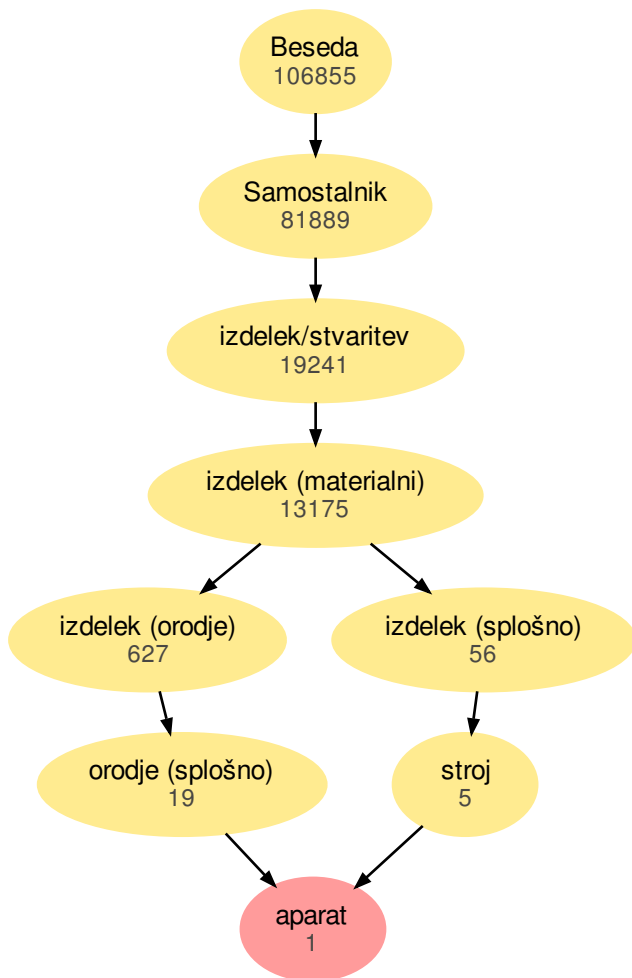 Beseda
106855
Samostalnik
81889
izdelek/stvaritev
19241
izdelek (materialni)
13175
izdelek (orodje)
627
izdelek (splošno)
56
orodje (splošno)
19
stroj
5
aparat
1